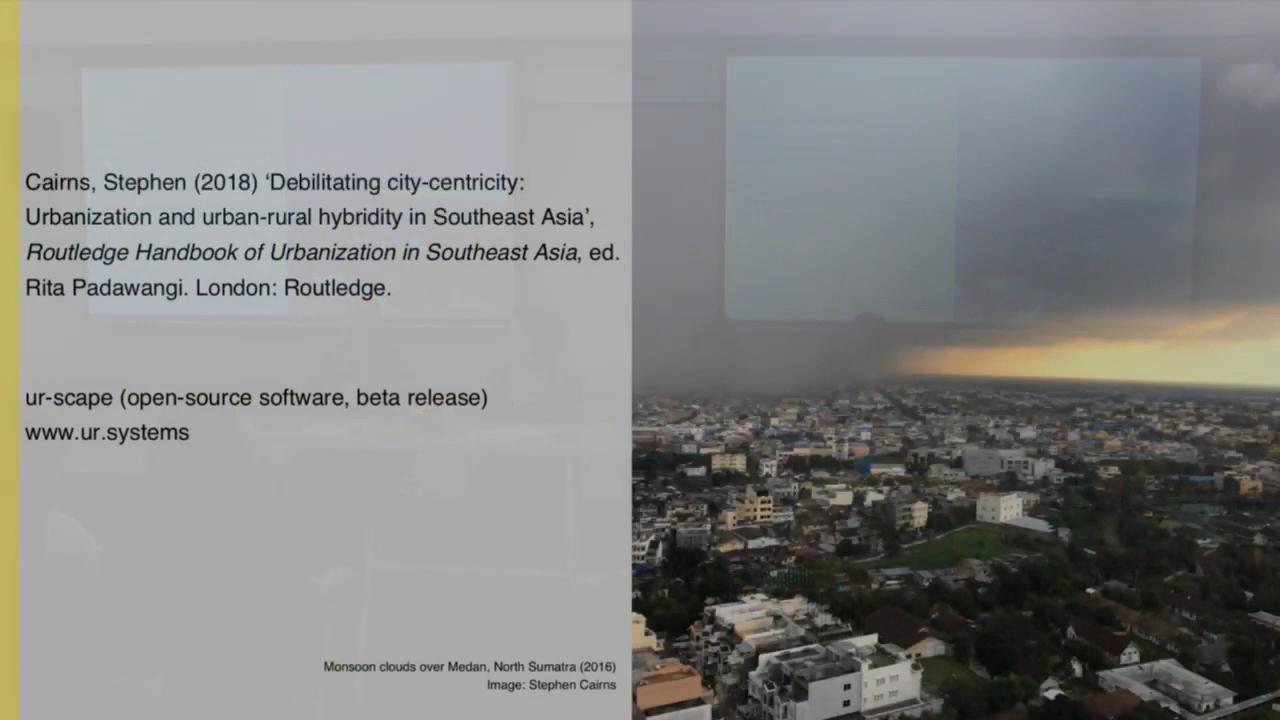 Cairns, Stephen (2018) ‘Debilitating city-centricity:
Urbanization and urban-rural hybridity in Southeast Asia’,
Routledge Handbook of Urbanization in Southeast Asia, ed.
Rita Padawangi. London: Routledge.
ur-scape (open-source software, beta release)
www.ur.systems
Monsoon clouds over Medan, North Sumatra (2016)
Image: Stephen Cairns